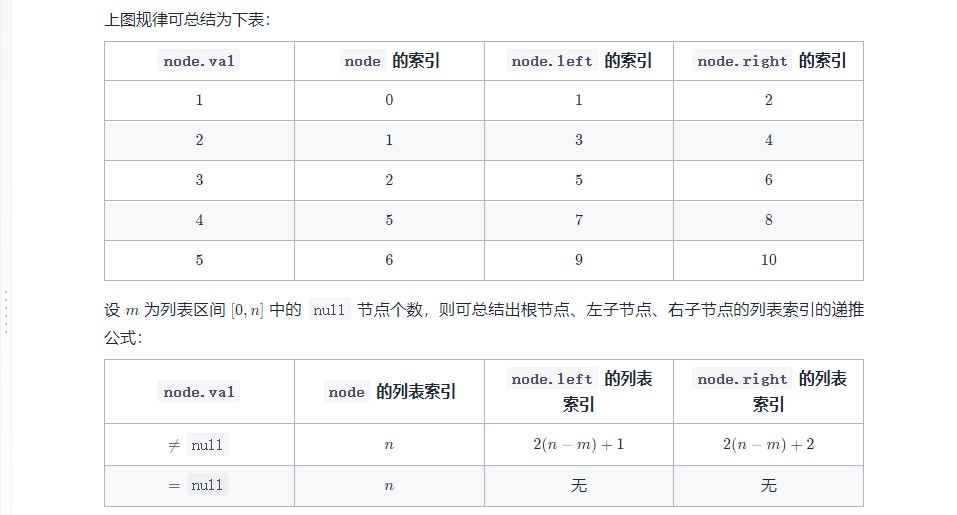 上图规律可总结为下表：
node.val node 的索引 node.left 的索引 node.right 的索引
1 0 1 2
2 1 3 4
3 2 5 6
4 5 7 8
5 6 9 10
设 m 为列表区间 [0, n] 中的 null 节点个数，则可总结出根节点、左子节点、右子节点的列表索引的递推
公式：
node.val node 的列表索引 node.left 的列表索引 node.right 的列表索引
≠ null n 2(n − m) + 1 2(n − m) + 2
= null n 无 无